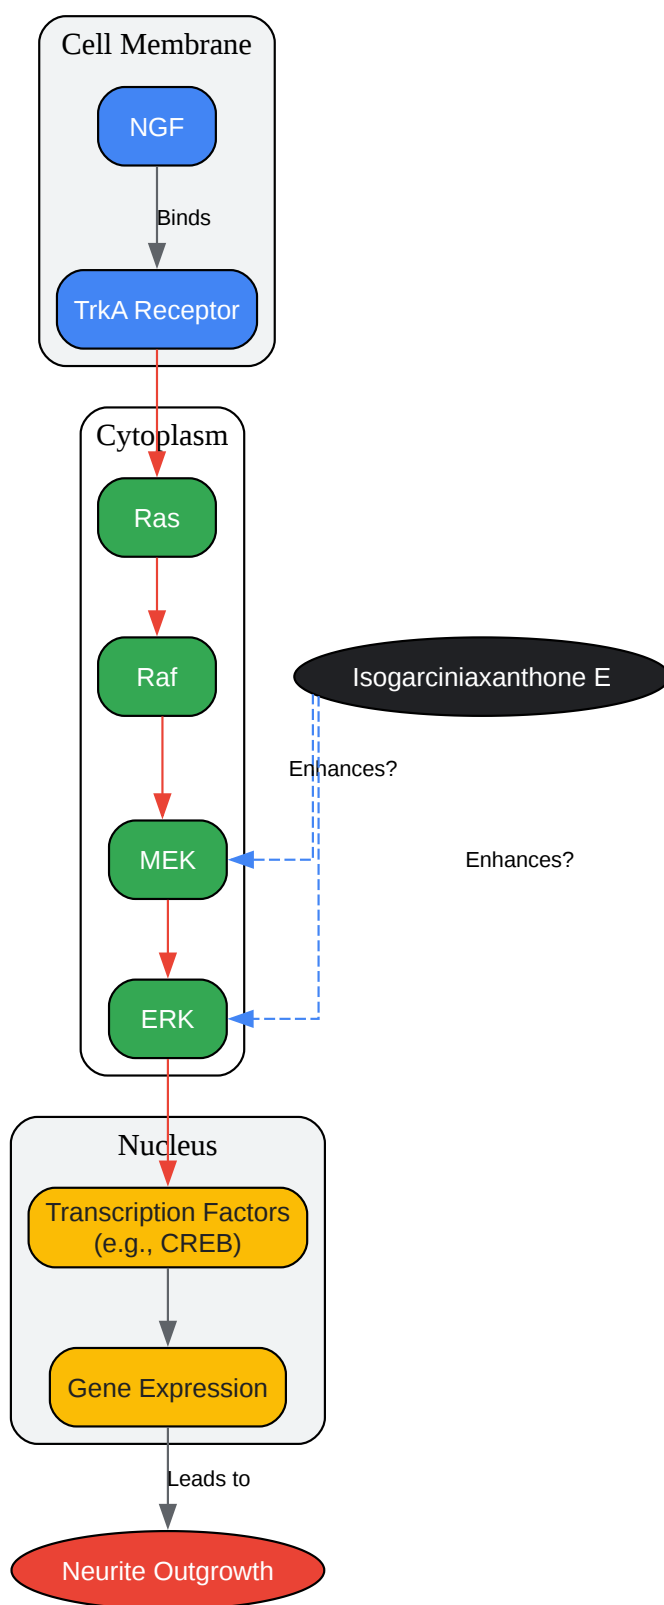 Cell Membrane
NGF
Binds
TrkA Receptor
Cytoplasm
Ras
Raf
Isogarciniaxanthone E
Enhances?
MEK
Enhances?
ERK
Nucleus
Transcription Factors
(e.g., CREB)
Gene Expression
Leads to
Neurite Outgrowth